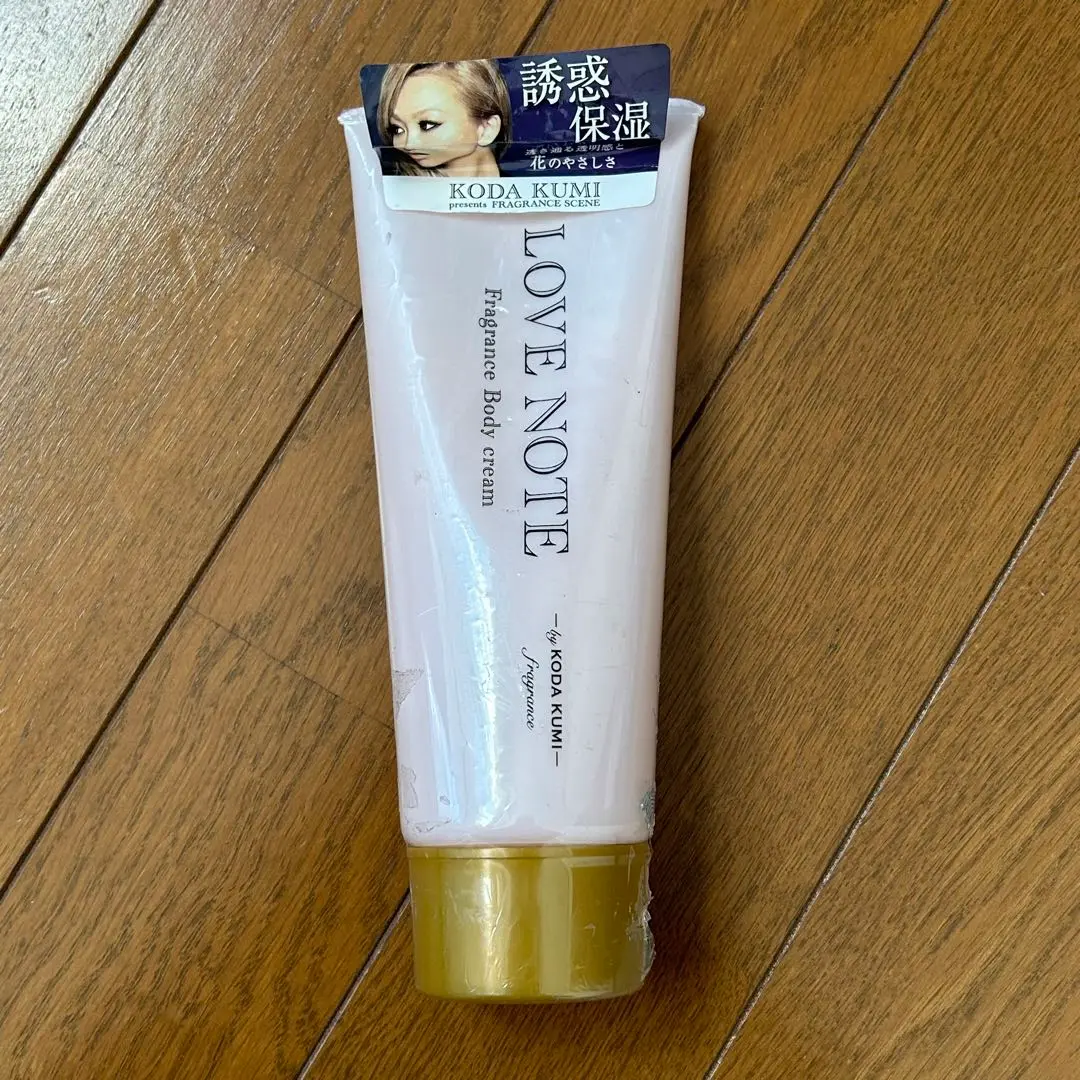 誘惑
保湿
透き通る透明感と
花のやさしさ
KODA KUMI
presents FRAGRANCE SCENE
LOVE NOTE
Fragrance Body cream
—by KODA KUMI—
fragrance